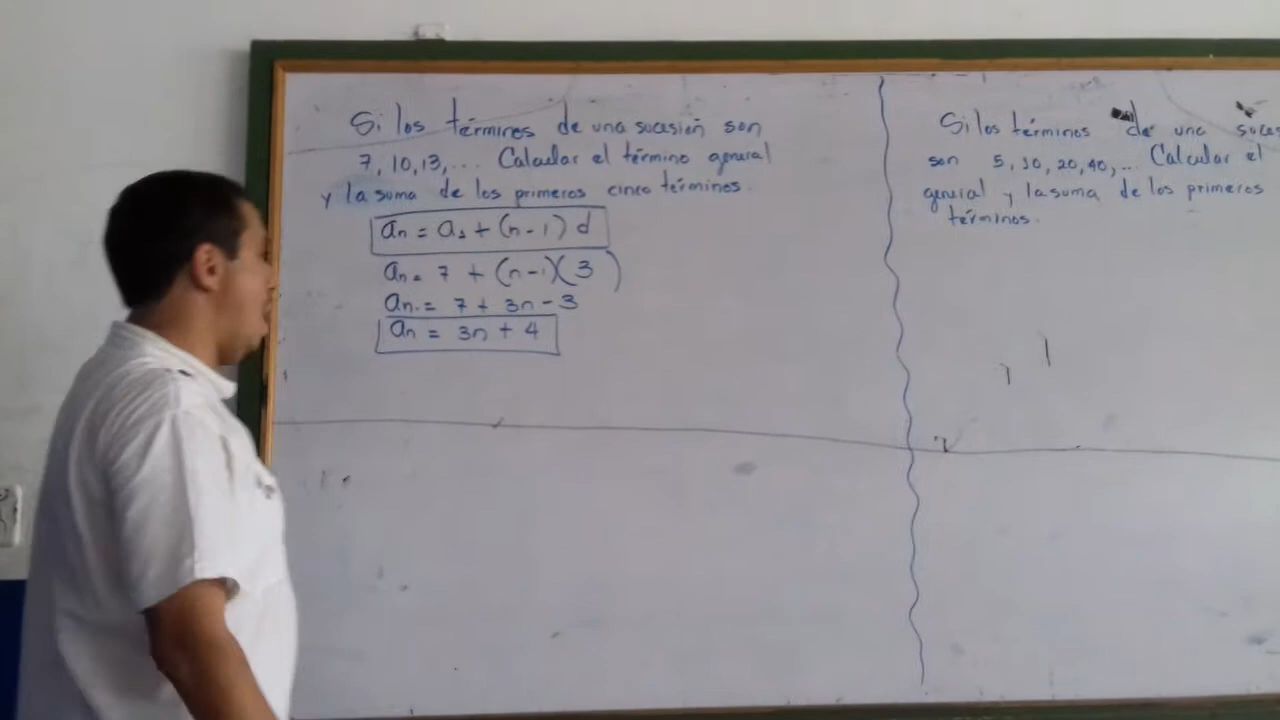 Si los términos de una sucesión son
7, 10, 13, ... Calcular el término general
y la suma de los primeros cinco términos.
an = a1 + (n - 1) d
an = 7 + (n - 1)(3)
an = 7 + 3n - 3
an = 3n + 4
Si los términos de una
son 5, 10, 20, 40, ... Calcular el
general y la suma de los primeros
términos.